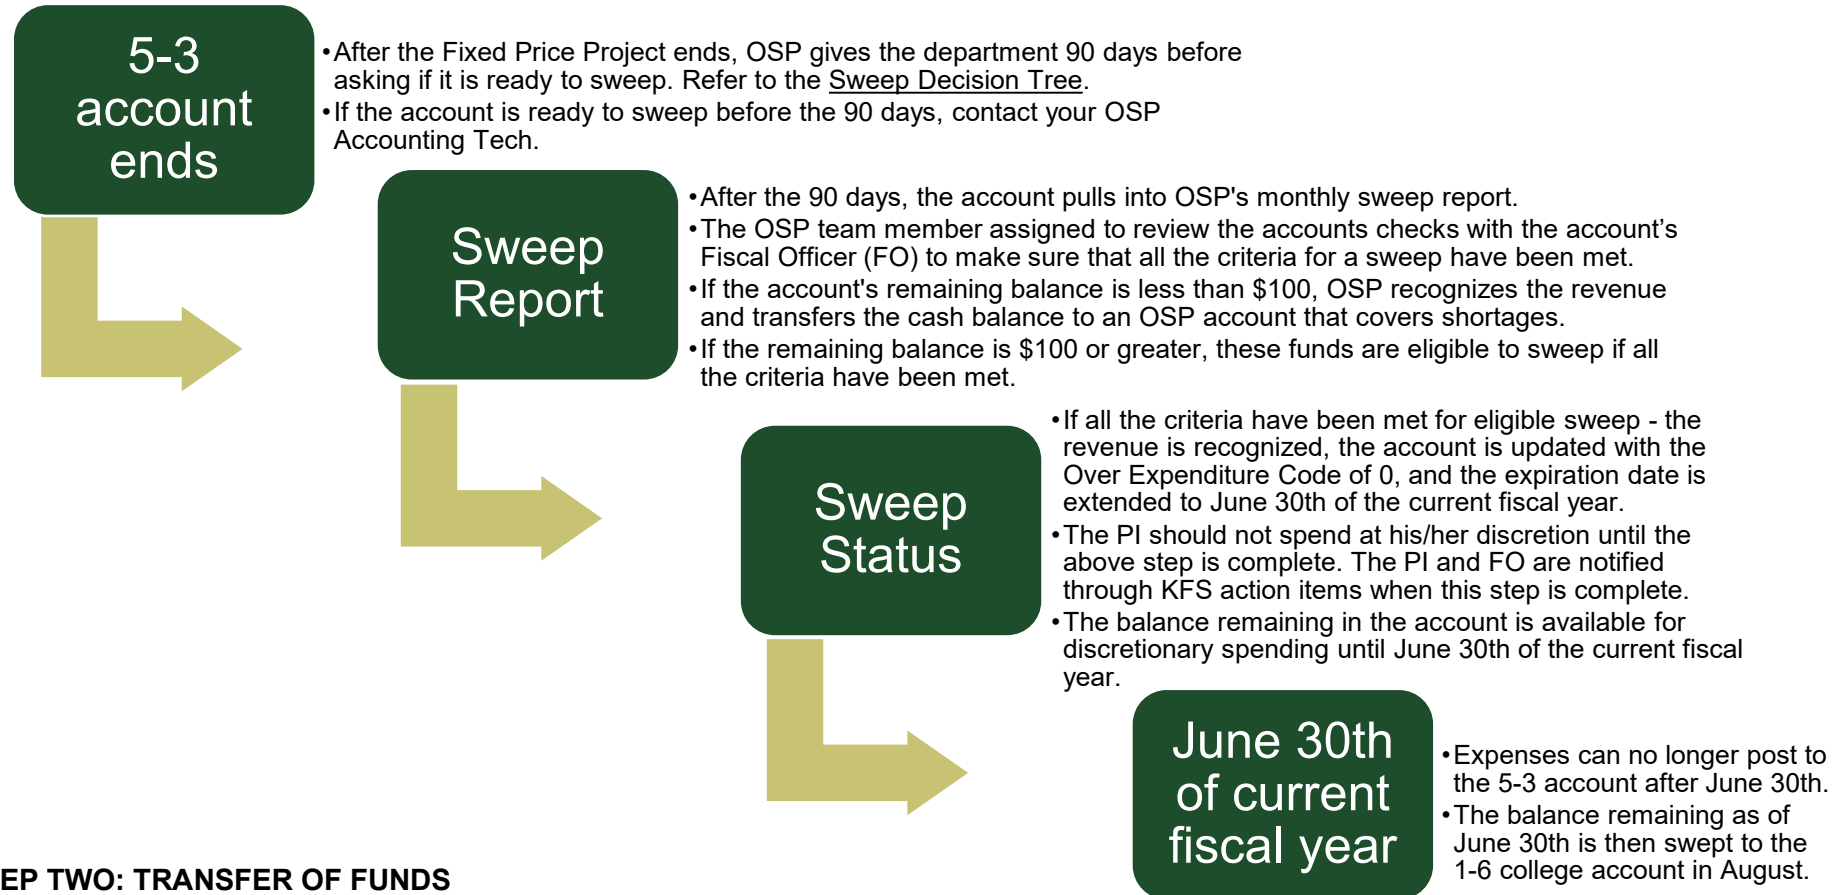 5-3
account
ends
•After the Fixed Price Project ends, OSP gives the department 90 days before
asking if it is ready to sweep. Refer to the Sweep Decision Tree.
•If the account is ready to sweep before the 90 days, contact your OSP
Accounting Tech.
Sweep
Report
•After the 90 days, the account pulls into OSP's monthly sweep report.
•The OSP team member assigned to review the accounts checks with the account’s
Fiscal Officer (FO) to make sure that all the criteria for a sweep have been met.
•If the account's remaining balance is less than $100, OSP recognizes the revenue
and transfers the cash balance to an OSP account that covers shortages.
•If the remaining balance is $100 or greater, these funds are eligible to sweep if all
the criteria have been met.
Sweep
Status
•If all the criteria have been met for eligible sweep - the
revenue is recognized, the account is updated with the
Over Expenditure Code of 0, and the expiration date is
extended to June 30th of the current fiscal year.
•The PI should not spend at his/her discretion until the
above step is complete. The PI and FO are notified
through KFS action items when this step is complete.
•The balance remaining in the account is available for
discretionary spending until June 30th of the current fiscal
year.
June 30th
of current
fiscal year
•Expenses can no longer post to
the 5-3 account after June 30th.
•The balance remaining as of
June 30th is then swept to the
1-6 college account in August.
EP TWO: TRANSFER OF FUNDS